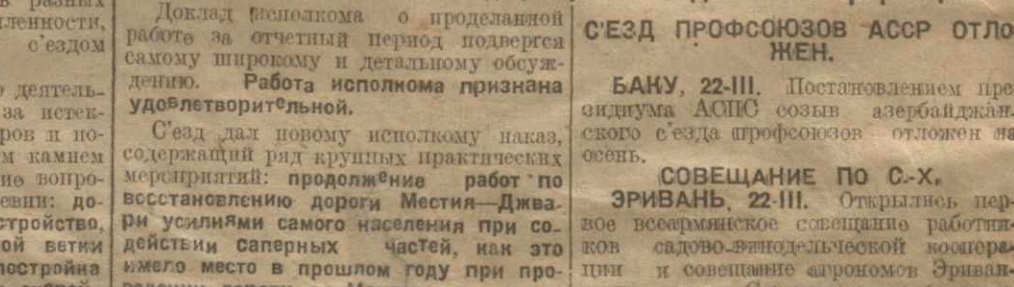 в разных
ленности,
с'ездом
деятель-
за истек-
ров и по-
м камнем
ие вопро-
евни: до-
стройство,
ой ветки
постройка
Доклад исполкома о проделанной
работе за отчетный период подвергся
самому широкому и детальному обсуж-
дению. Работа исполкома признана
удовлетворительной.
С'езд дал новому исполкому наказ,
содержащий ряд крупных практических
мероприятий: продолжение работ по
восстановлению дороги Местия—Джва-
ри усилиями самого населения при со-
действии саперных частей, как это
имело место в прошлом году при про-
С'ЕЗД ПРОФСОЮЗОВ АССР ОТЛО
ЖЕН.
БАКУ, 22-III. Постановлением пре
зидиума АСПС созыв азербайджан-
ского с'езда профсоюзов отложен на
осень.
СОВЕЩАНИЕ ПО С.-Х.
ЭРИВАНЬ, 22-III. Открылись пер-
вое всеармянское совещание работни-
ков садово-винодельческой коопера-
ции и совещание агрономов Эриван-